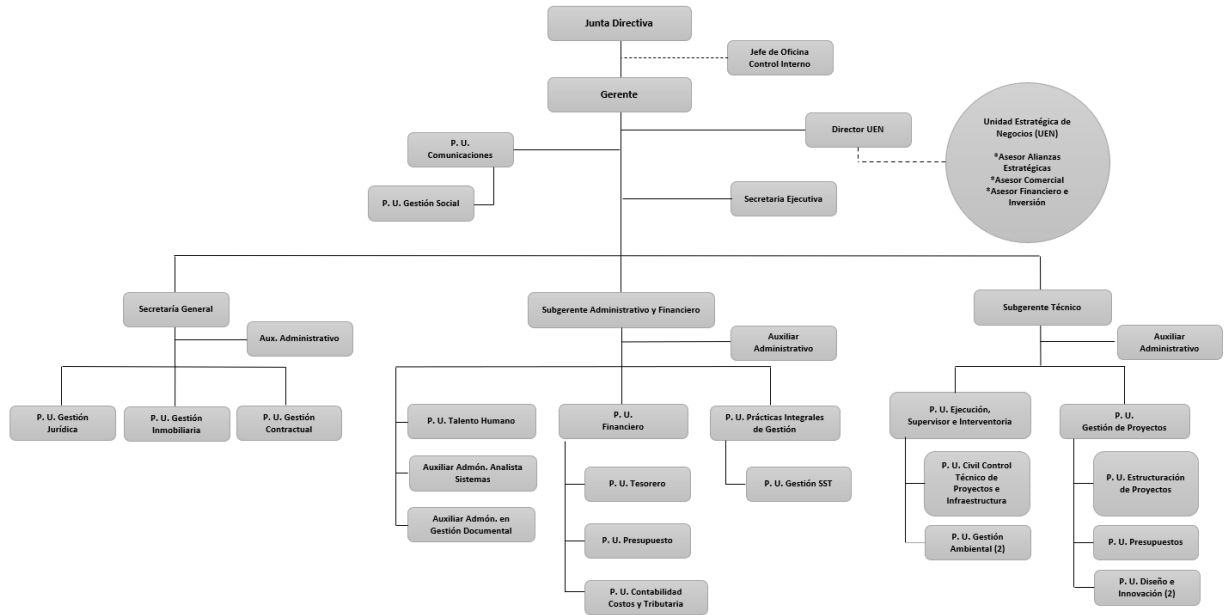 Junta Directiva
Jefe de Oficina
Control Interno
Gerente
Director UEN
Unidad Estratégica de
Negocios (UEN)
*Asesor Alianzas
Estratégicas
*Asesor Comercial
*Asesor Financiero e
Inversión
P. U.
Comunicaciones
P. U. Gestión Social
Secretaria Ejecutiva
Secretaría General
Subgerente Administrativo y Financiero
Subgerente Técnico
Aux. Administrativo
Auxiliar
Administrativo
Auxiliar
Administrativo
P. U. Gestión
Jurídica
P. U. Gestión
Inmobiliaria
P. U. Gestión
Contractual
P. U. Talento Humano
Auxiliar Admón. Analista
Sistemas
Auxiliar Admón. en
Gestión Documental
P. U.
Financiero
P. U. Tesorero
P. U. Presupuesto
P. U. Contabilidad
Costos y Tributaria
P. U. Prácticas Integrales
de Gestión
P. U. Gestión SST
P. U. Ejecución,
Supervisor e Interventoria
P. U. Civil Control
Técnico de
Proyectos e
Infraestructura
P. U. Gestión
Ambiental (2)
P. U.
Gestión de Proyectos
P. U. Estructuración
de Proyectos
P. U. Presupuestos
P. U. Diseño e
Innovación (2)